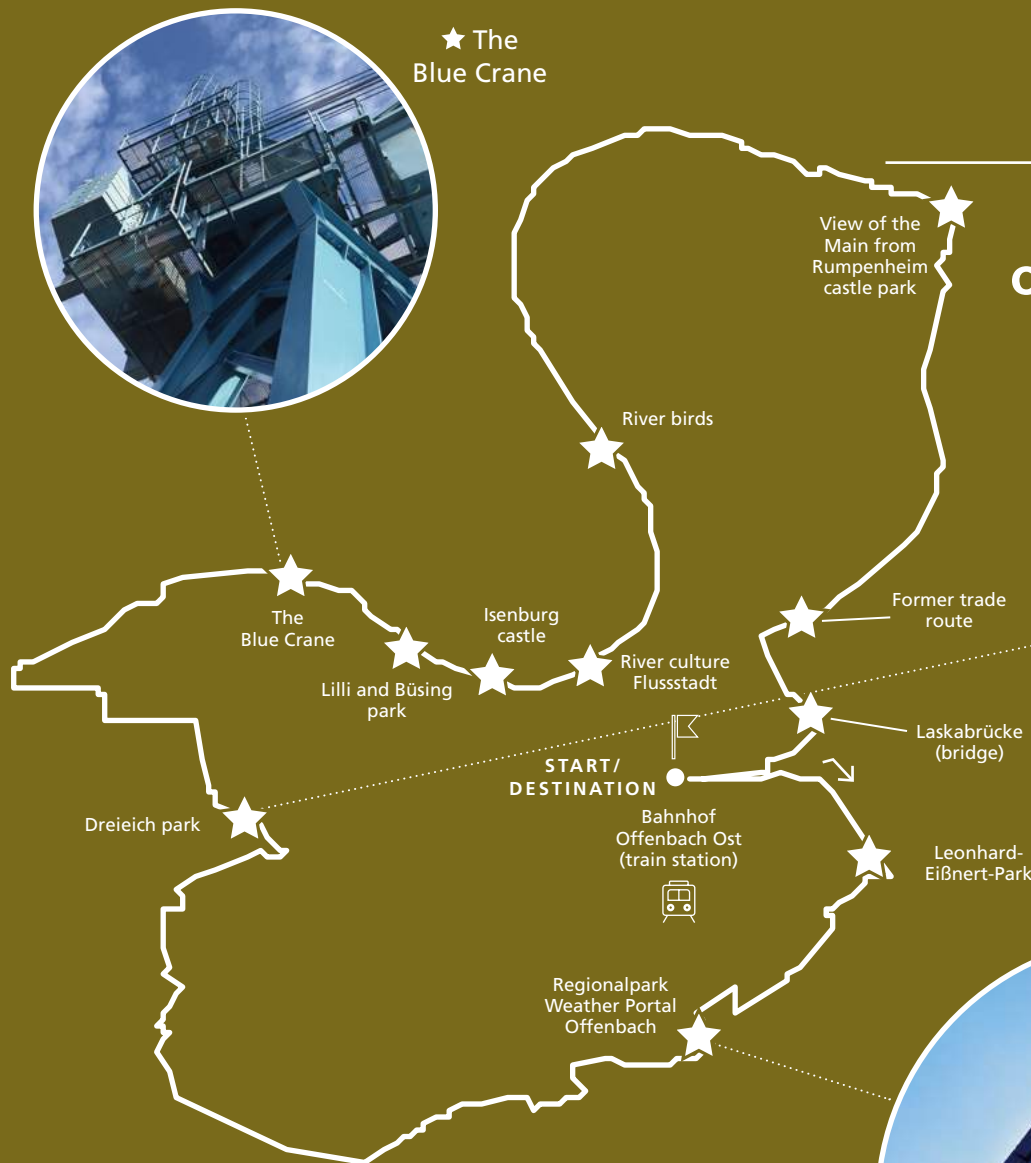 ★ The
Blue Crane
View of the
Main from
Rumpenheim
castle park
River birds
The
Blue Crane
Isenburg
castle
Former trade
route
Lilli and Büsing
park
River culture
Flussstadt
Laskabrücke
(bridge)
START/
DESTINATION
Dreieich park
Bahnhof
Offenbach Ost
(train station)
Leonhard-
Eißnert-Park
Regionalpark
Weather Portal
Offenbach